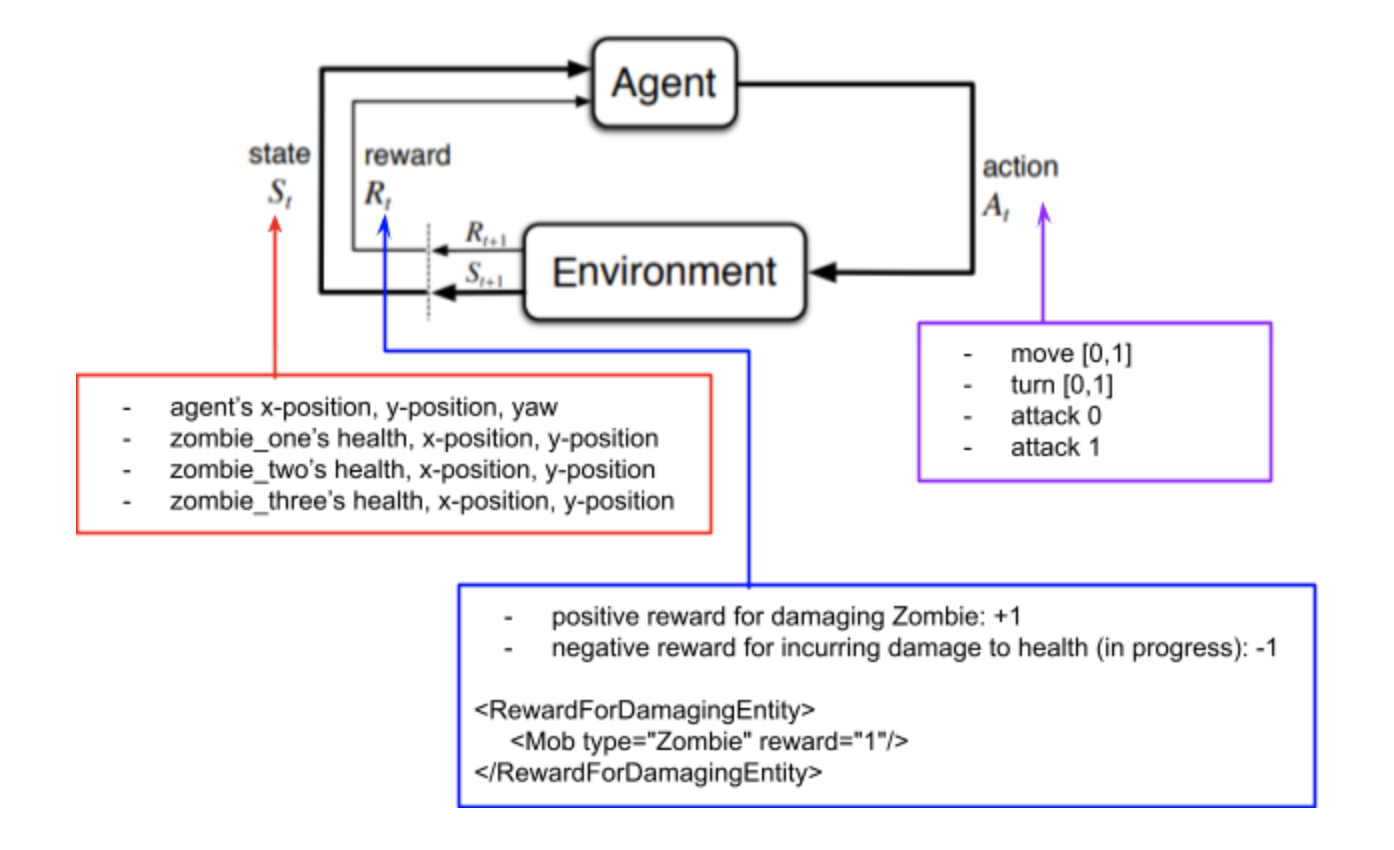 Agent
state
S_t
reward
R_t
action
A_t
R_{t+1}
S_{t+1}
Environment
- move [0,1]
- turn [0,1]
- attack 0
- attack 1
- agent’s x-position, y-position, yaw
- zombie_one’s health, x-position, y-position
- zombie_two’s health, x-position, y-position
- zombie_three’s health, x-position, y-position
- positive reward for damaging Zombie: +1
- negative reward for incurring damage to health (in progress): -1
<RewardForDamagingEntity>
<Mob type="Zombie" reward="1"/>
</RewardForDamagingEntity>